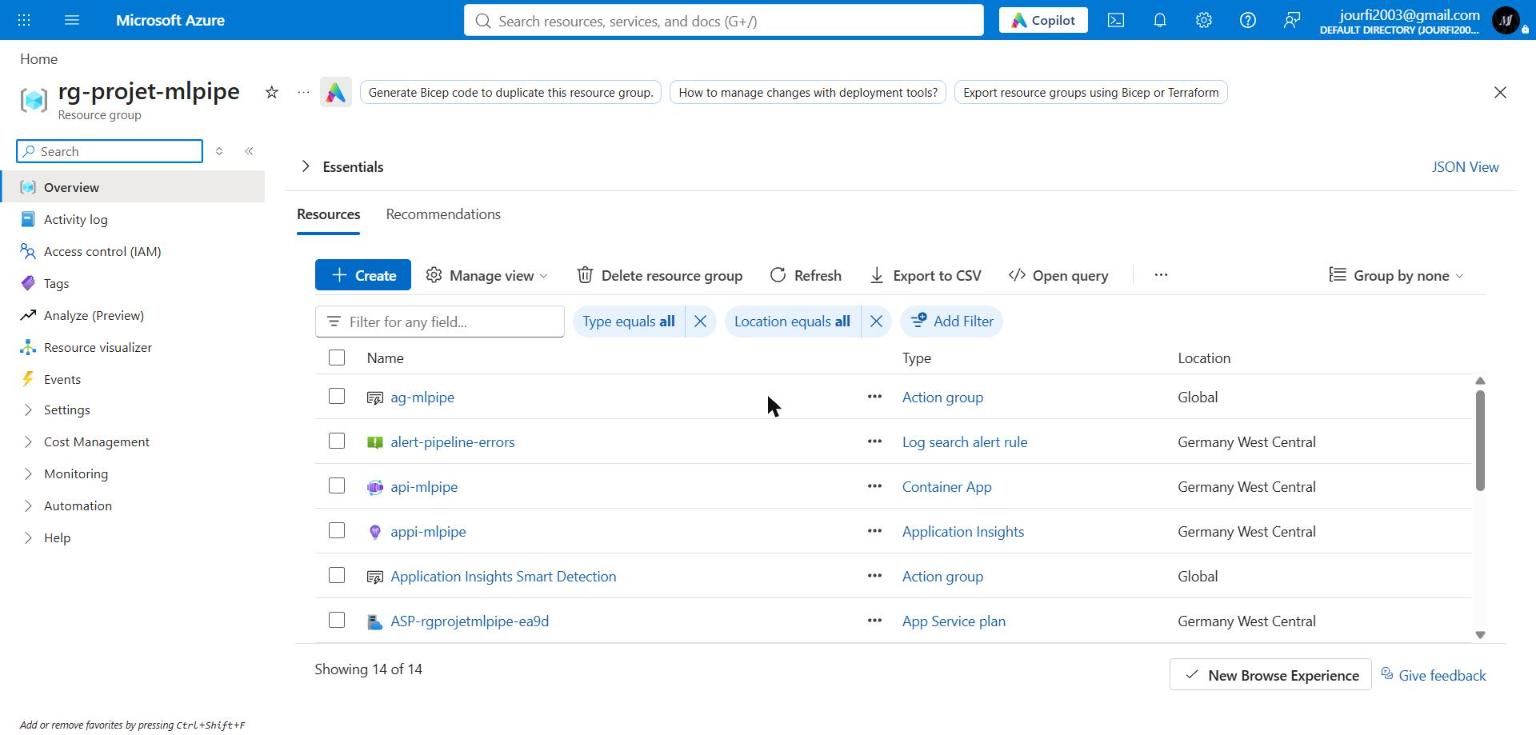 Microsoft Azure
Search resources, services, and docs (G+/)
Copilot
jourfi2003@gmail.com
DEFAULT DIRECTORY (JOURFI200...
Home
rg-projet-mlpipe
Resource group
Generate Bicep code to duplicate this resource group.
How to manage changes with deployment tools?
Export resource groups using Bicep or Terraform
Search
Overview
Activity log
Access control (IAM)
Tags
Analyze (Preview)
Resource visualizer
Events
Settings
Cost Management
Monitoring
Automation
Help
Add or remove favorites by pressing Ctrl+Shift+F
Essentials
JSON View
Resources
Recommendations
Create
Manage view
Delete resource group
Refresh
Export to CSV
Open query
Group by none
Filter for any field...
Type equals all
Location equals all
Add Filter
Name Type Location
ag-mlpipe Action group Global
alert-pipeline-errors Log search alert rule Germany West Central
api-mlpipe Container App Germany West Central
appi-mlpipe Application Insights Germany West Central
Application Insights Smart Detection Action group Global
ASP-rgprojetmlpipe-ea9d App Service plan Germany West Central
Showing 14 of 14
New Browse Experience
Give feedback